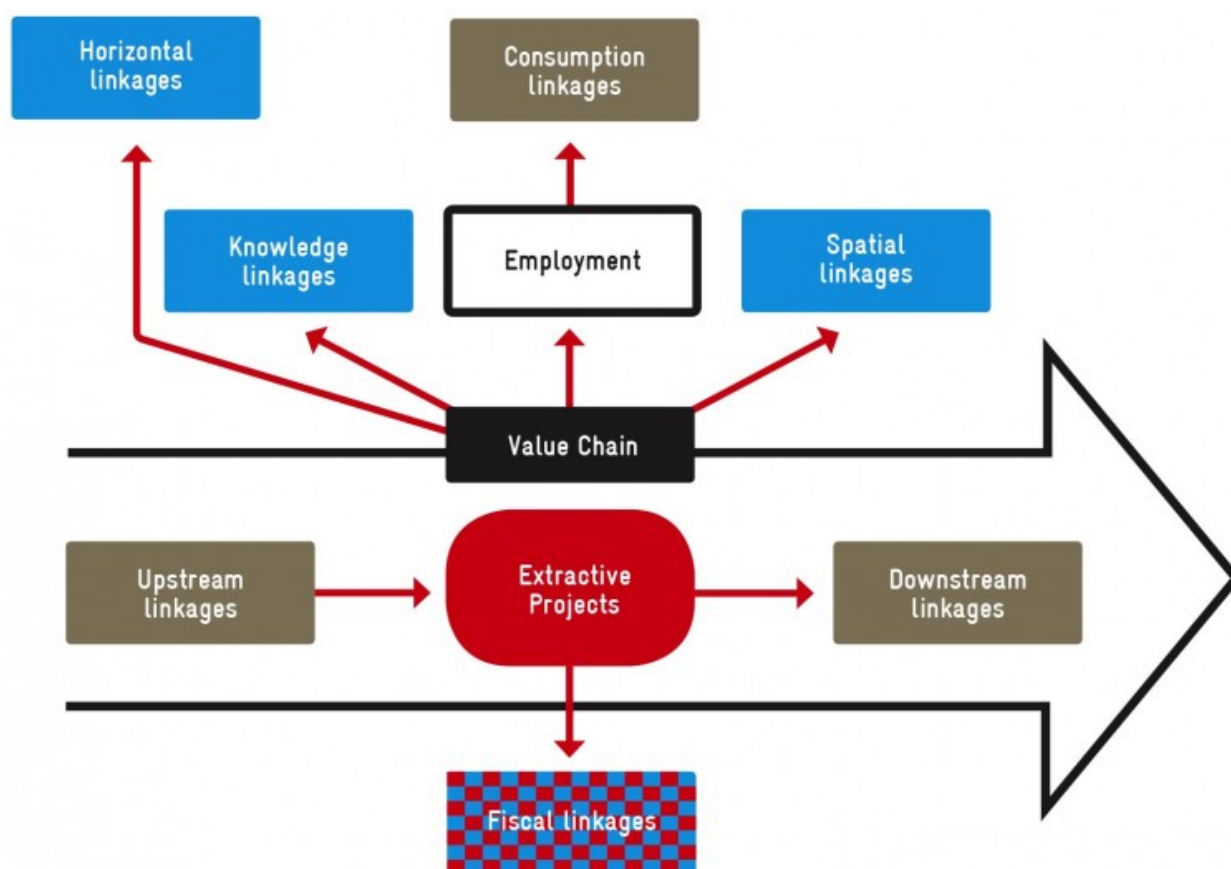 Horizontal
linkages
Consumption
linkages
Knowledge
linkages
Employment
Spatial
linkages
Value Chain
Upstream
linkages
Extractive
Projects
Downstream
linkages
Fiscal linkages